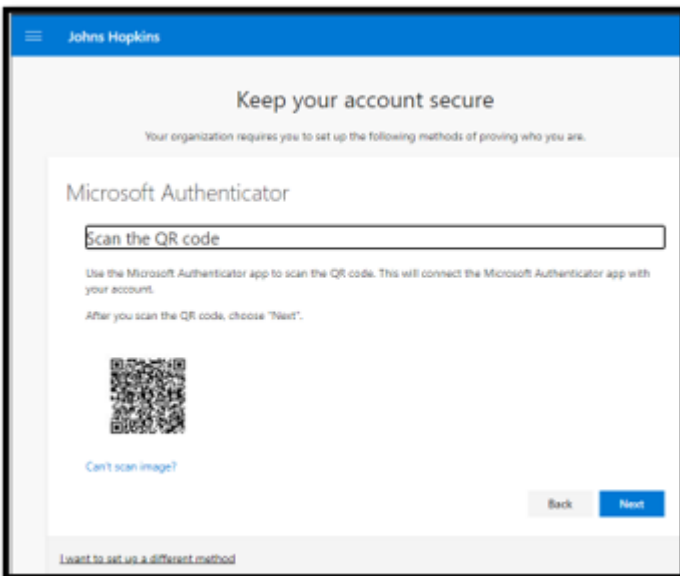 Johns Hopkins
Keep your account secure
Your organization requires you to set up the following methods of proving who you are.
Microsoft Authenticator
Scan the QR code
Use the Microsoft Authenticator app to scan the QR code. This will connect the Microsoft Authenticator app with
your account.
After you scan the QR code, choose "Next".
Can't scan image?
Back
Next
I want to set up a different method